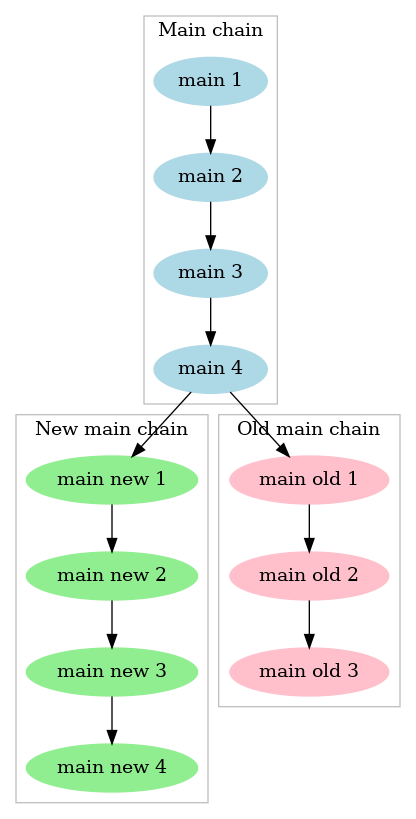 Main chain
main 1
main 2
main 3
main 4
New main chain
main new 1
main new 2
main new 3
main new 4
Old main chain
main old 1
main old 2
main old 3